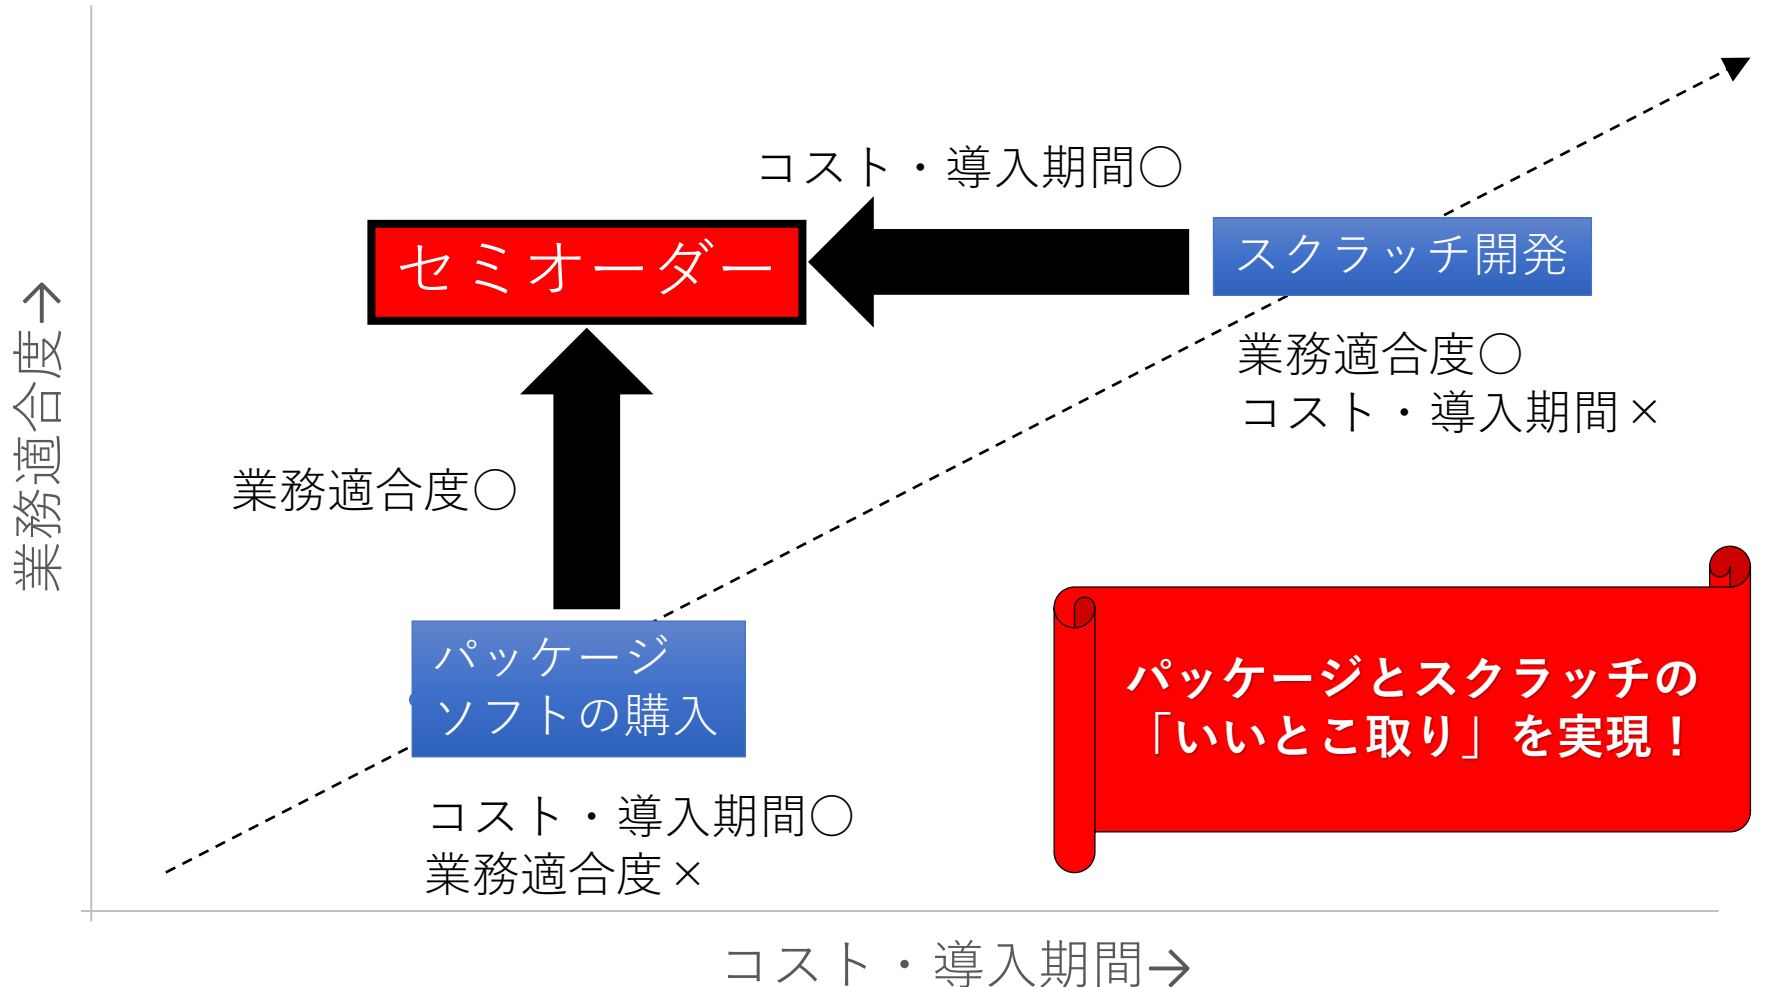 コスト・導入期間○
セミオーダー
スクラッチ開発
業務適合度○
コスト・導入期間×
業務適合度→
業務適合度○
パッケージ
ソフトの購入
コスト・導入期間○
業務適合度×
パッケージとスクラッチの
「いいとこ取り」を実現！
コスト・導入期間→